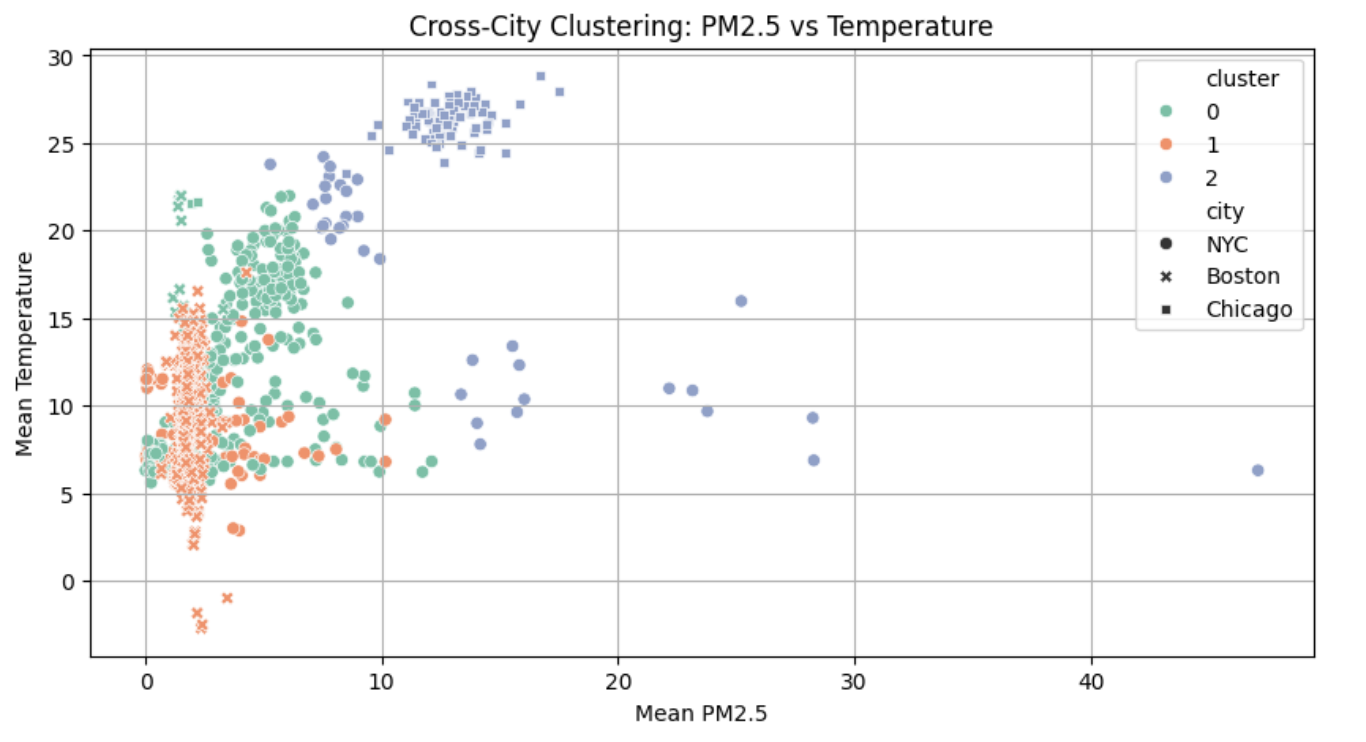 Cross-City Clustering: PM2.5 vs Temperature
30
25
20
15
10
5
0
Mean Temperature
cluster
0
1
2
city
NYC
Boston
Chicago
0 10 20 30 40
Mean PM2.5